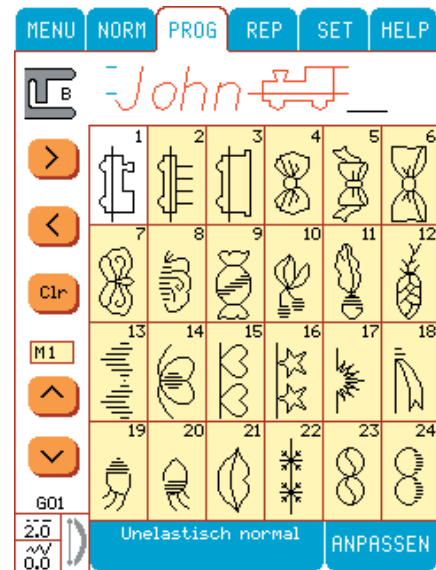 MENU NORM PROG REP SET HELP
B John
1 2 3 4 5 6
7 8 9 10 11 12
Clr
M1
13 14 15 16 17 18
19 20 21 22 23 24
G01
2.0
0.0
Unelastisch normal
ANPASSEN